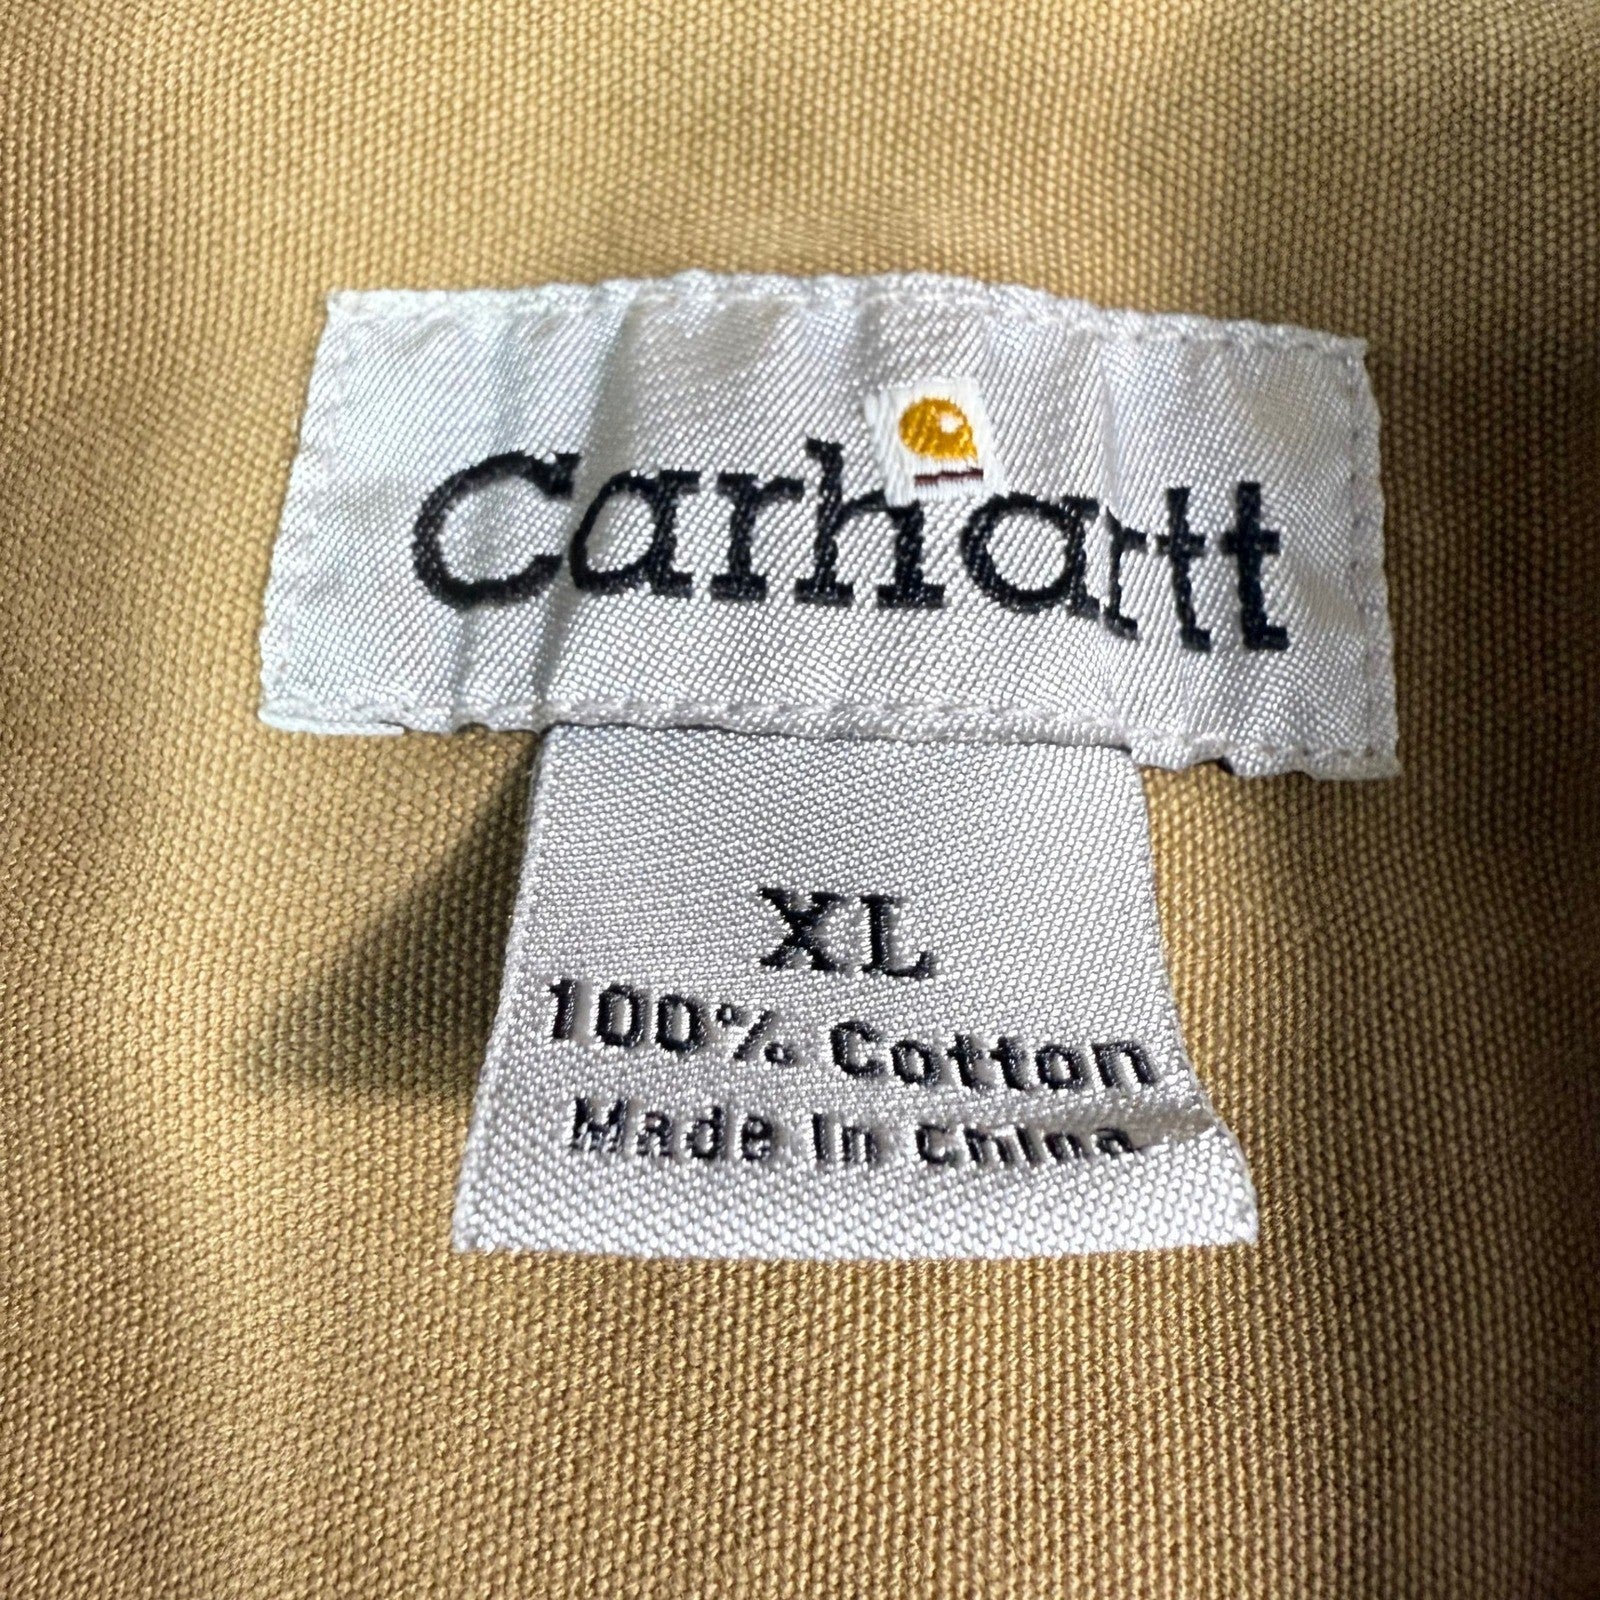 carhartt
XL
100% Cotton
Made In China